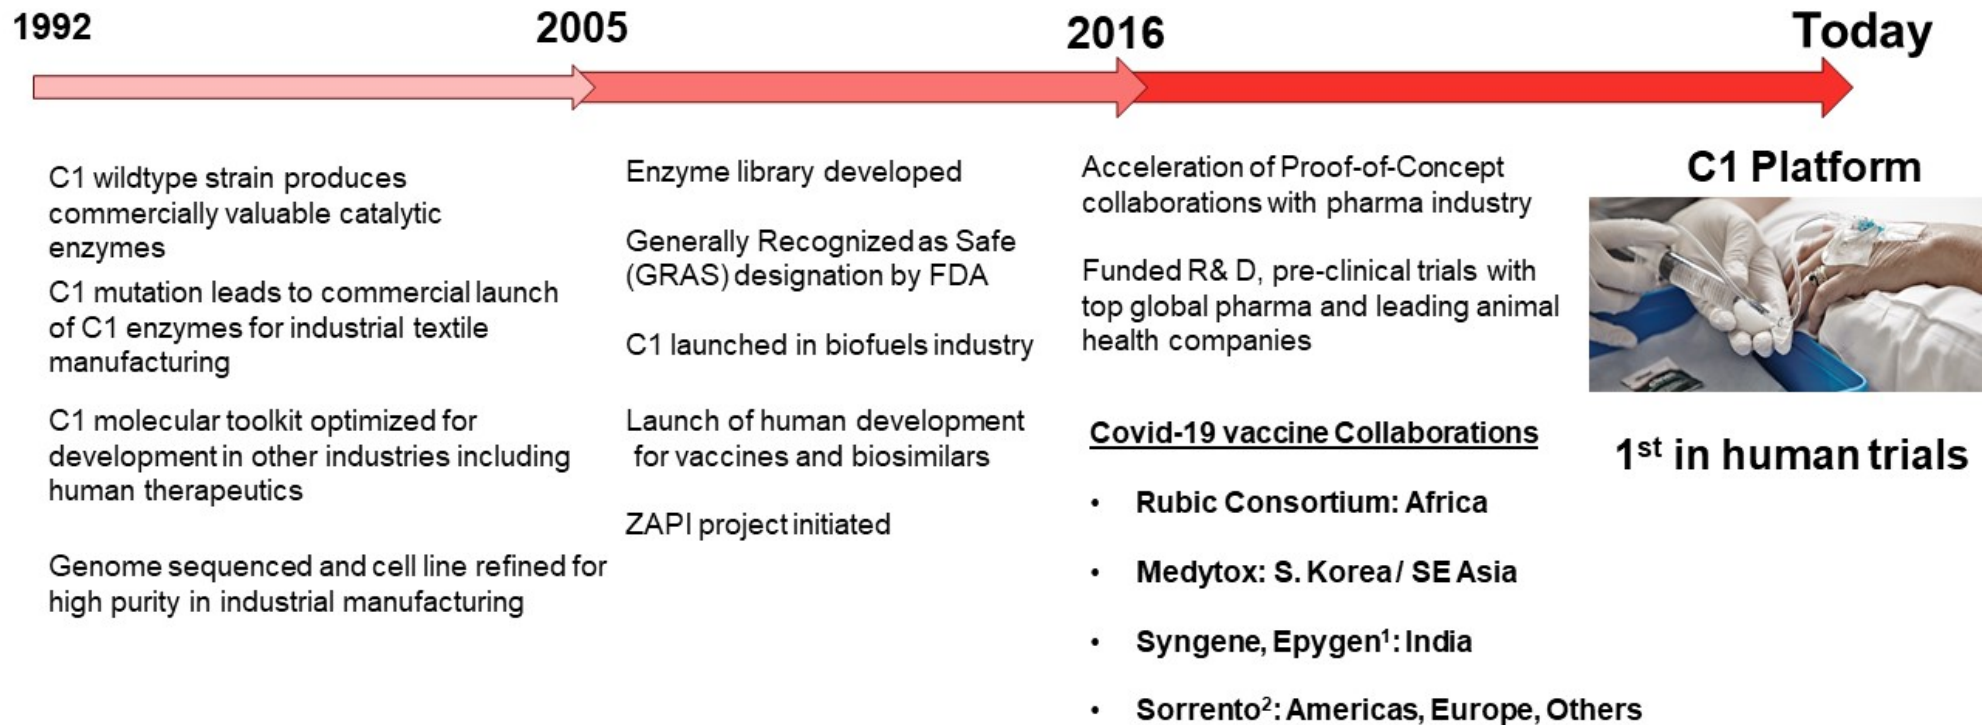 1992
2005
2016
Today
C1 wildtype strain produces
commercially valuable catalytic
enzymes
C1 mutation leads to commercial launch
of C1 enzymes for industrial textile
manufacturing
C1 molecular toolkit optimized for
development in other industries including
human therapeutics
Genome sequenced and cell line refined for
high purity in industrial manufacturing
Enzyme library developed
Generally Recognized as Safe
(GRAS) designation by FDA
C1 launched in biofuels industry
Launch of human development
for vaccines and biosimilars
ZAPI project initiated
Acceleration of Proof-of-Concept
collaborations with pharma industry
Funded R& D, pre-clinical trials with
top global pharma and leading animal
health companies
Covid-19 vaccine Collaborations
• Rubic Consortium: Africa
• Medytox: S. Korea/ SE Asia
• Syngene, Epygen¹: India
• Sorrento²: Americas, Europe, Others
C1 Platform
1st in human trials